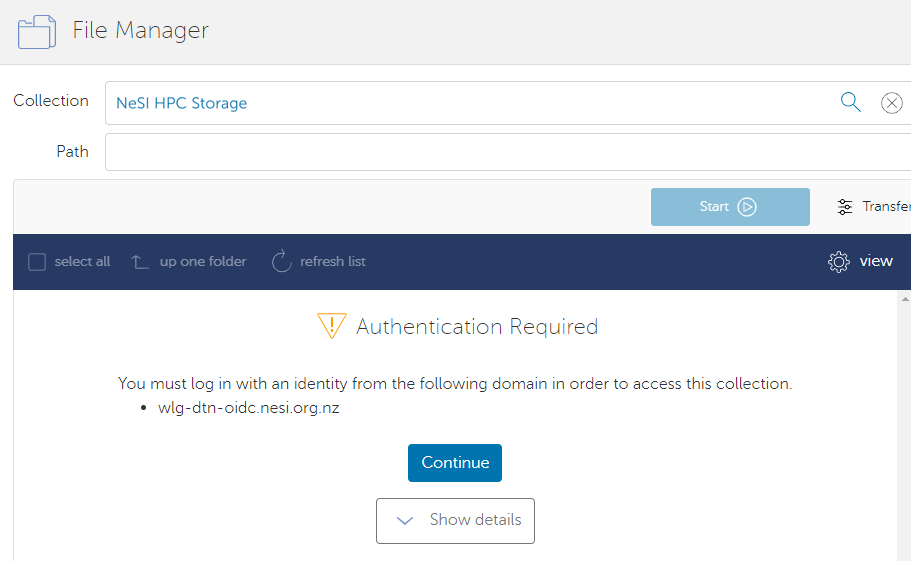 File Manager
Collection
NeSI HPC Storage
Path
Start
Transfer
select all
up one folder
refresh list
view
Authentication Required
You must log in with an identity from the following domain in order to access this collection.
• wlg-dtn-oidc.nesi.org.nz
Continue
Show details